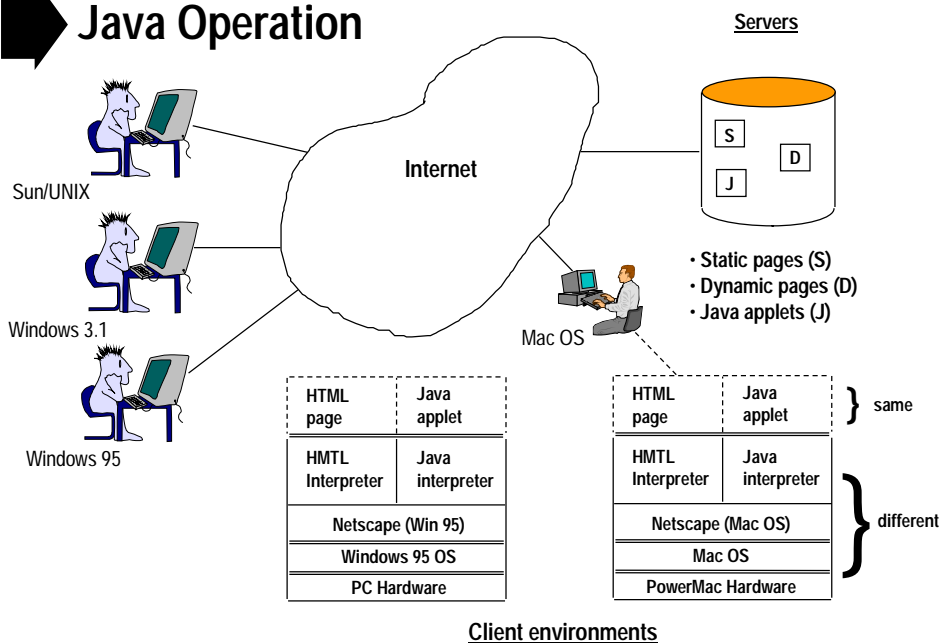 Java Operation
Servers
Sun/UNIX
Internet
S
D
J
Windows 3.1
• Static pages (S)
• Dynamic pages (D)
• Java applets (J)
Mac OS
Windows 95
HTML page
Java applet
HMTL Interpreter
Java interpreter
Netscape (Win 95)
Windows 95 OS
PC Hardware
HTML page
Java applet
} same
HMTL Interpreter
Java interpreter
Netscape (Mac OS)
Mac OS
PowerMac Hardware
} different
Client environments